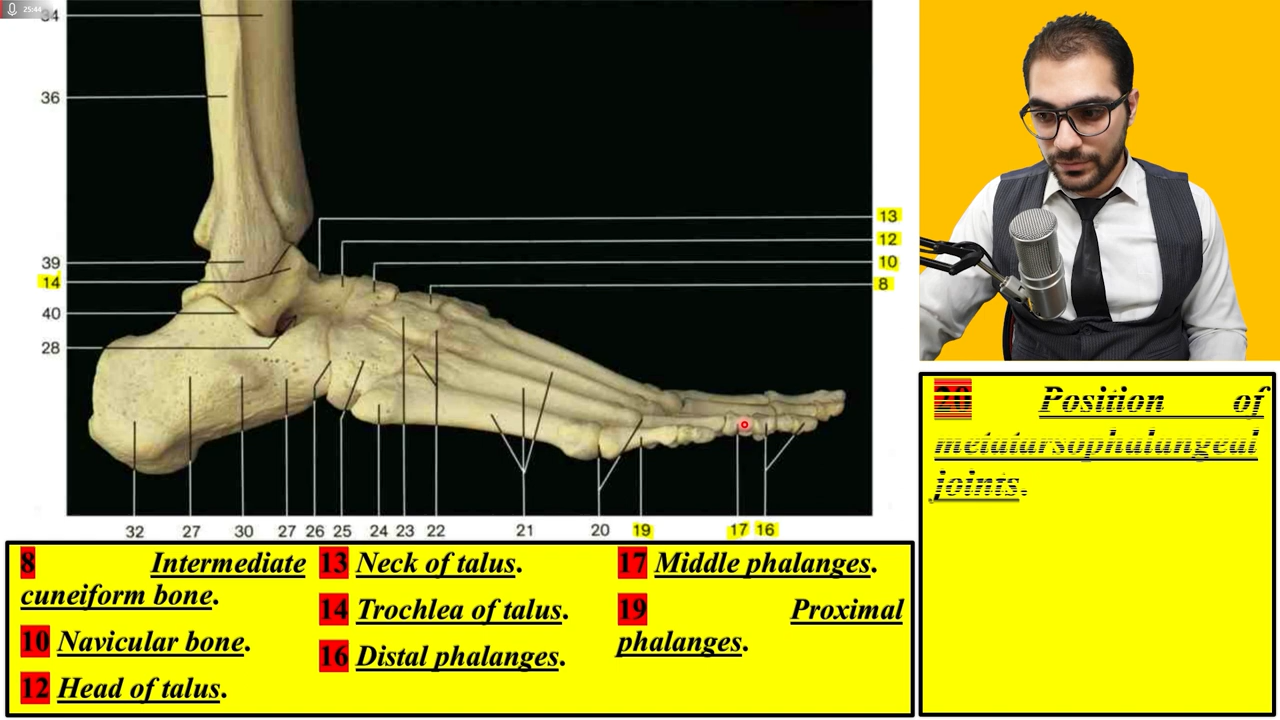 25:44
34
36
39
14
40
28
13
12
10
8
32 27 30 27 26 25 24 23 22 21 20 19 17 16
8 Intermediate
cuneiform bone.
10 Navicular bone.
12 Head of talus.
13 Neck of talus.
14 Trochlea of talus.
16 Distal phalanges.
17 Middle phalanges.
19 Proximal
phalanges.
20 Position of
metatarsophalangeal
joints.